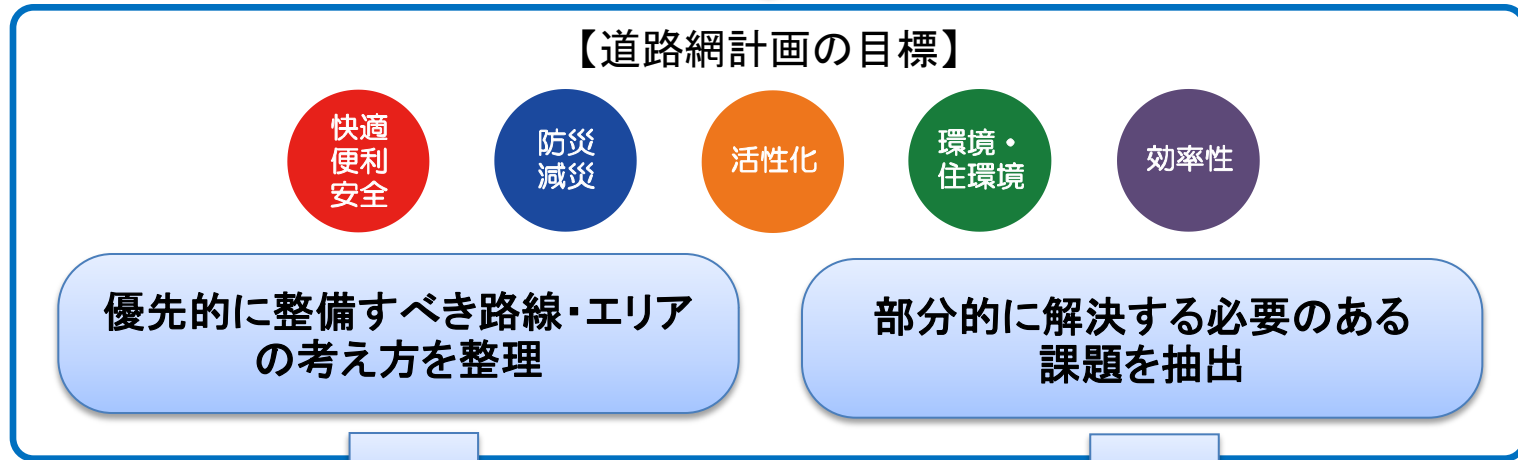 【道路網計画の目標】
快適
便利
安全
防災
減災
活性化
環境・
住環境
効率性
優先的に整備すべき路線・エリア
の考え方を整理
部分的に解決する必要のある
課題を抽出